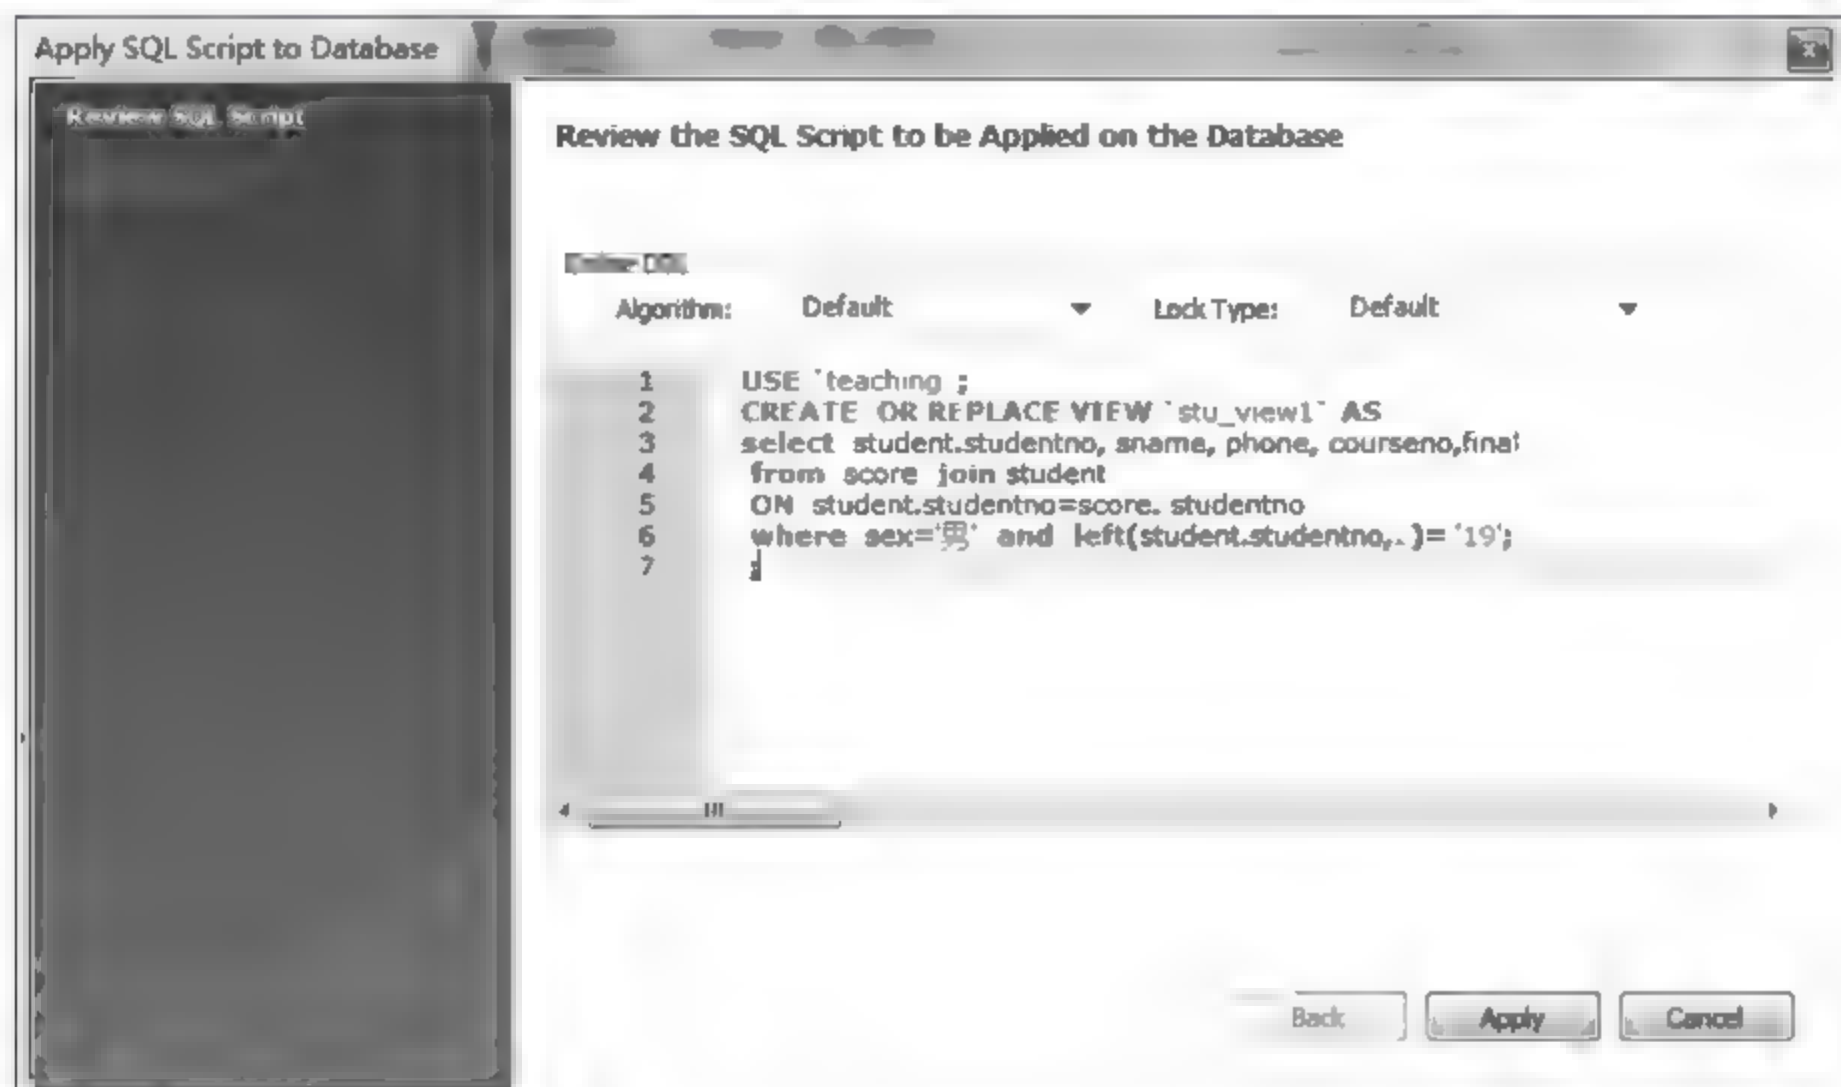 Apply SQL Script to Database
Review SQL Script
Review the SQL Script to be Applied on the Database
Algorithm: Default Lock Type: Default
1 USE `teaching ;
2 CREATE OR REPLACE VIEW `stu_view1` AS
3 select student.studentno, sname, phone, courseno,final
4 from score join student
5 ON student.studentno=score. studentno
6 where sex='男' and left(student.studentno, )= '19';
7 ;
Back Apply Cancel